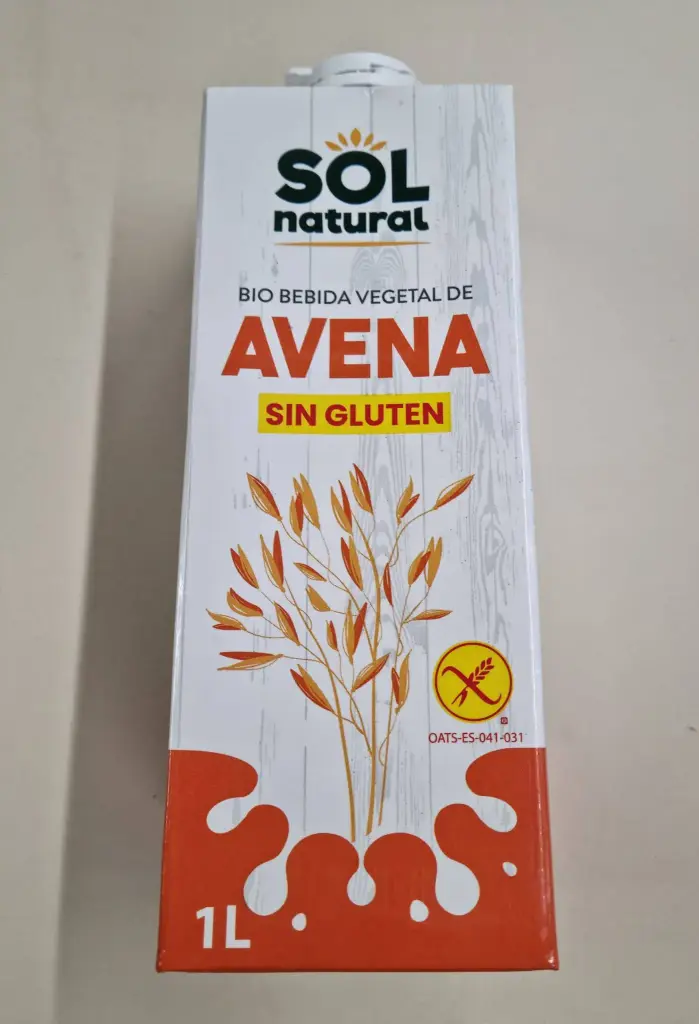 SOL
natural
BIO BEBIDA VEGETAL DE
AVENA
SIN GLUTEN
OATS-ES-041-031
1L